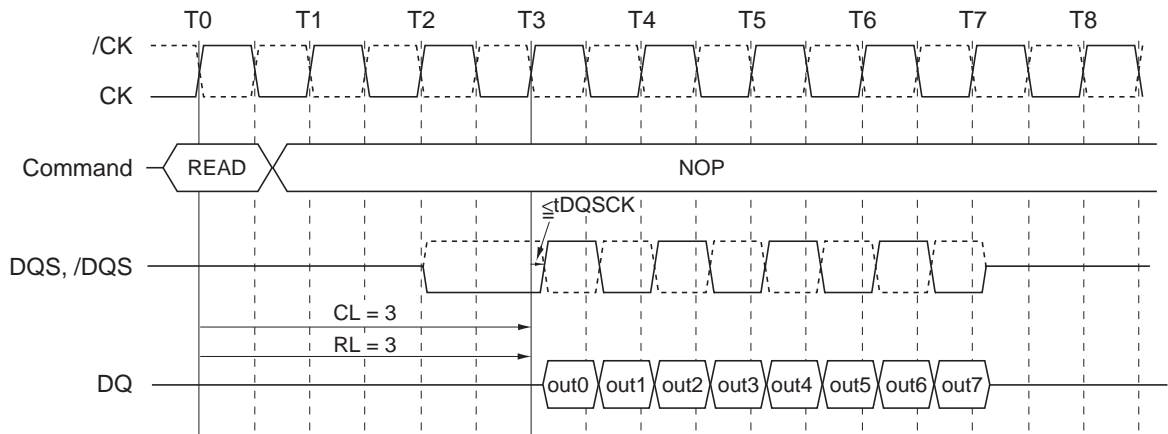 T0 T1 T2 T3 T4 T5 T6 T7 T8
/CK
CK
Command READ NOP
≦tDQSCK
DQS, /DQS
CL = 3
RL = 3
DQ out0 out1 out2 out3 out4 out5 out6 out7